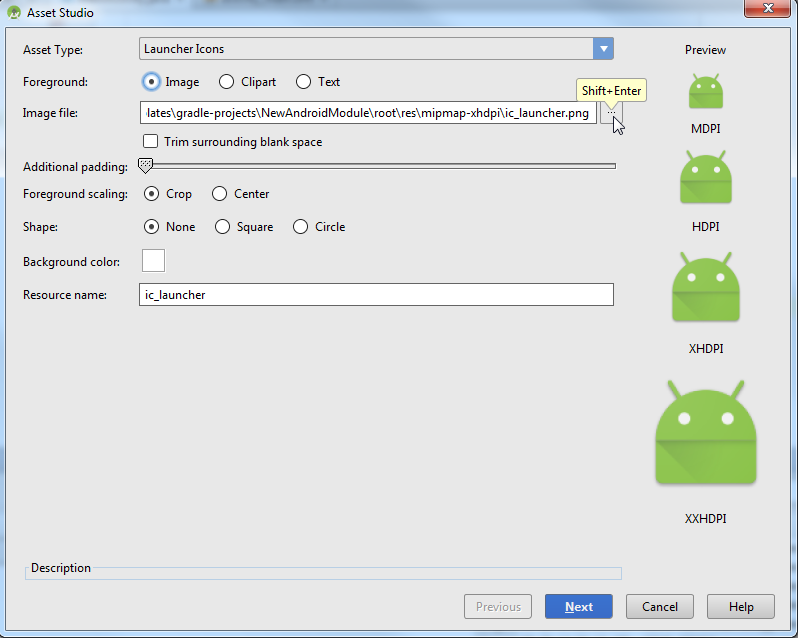 Asset Studio
Asset Type:
Launcher Icons
Preview
Foreground:
Image
Clipart
Text
Shift+Enter
Image file:
lates\gradle-projects\NewAndroidModule\root\res\mipmap-xhdpi\ic_launcher.png
...
MDPI
Trim surrounding blank space
Additional padding:
Foreground scaling:
Crop
Center
Shape:
None
Square
Circle
HDPI
Background color:
Resource name:
ic_launcher
XHDPI
XXHDPI
Description
Previous
Next
Cancel
Help